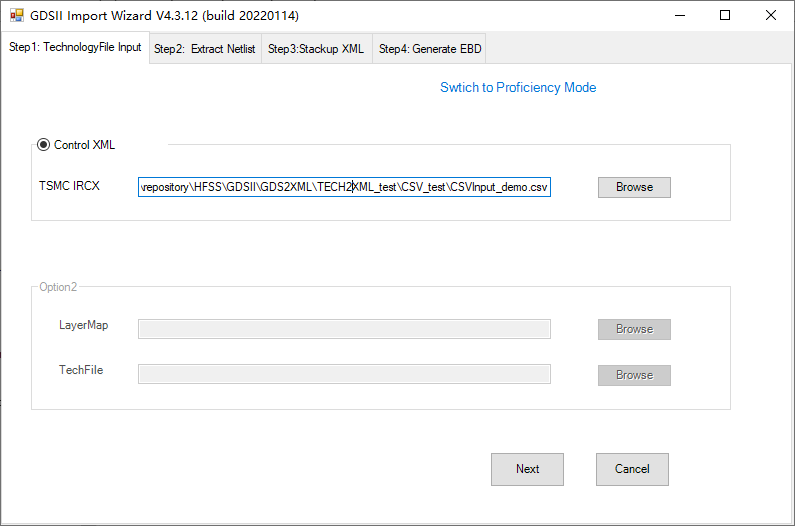 GDSII Import Wizard V4.3.12 (build 20220114)
Step1: TechnologyFile Input
Step2: Extract Netlist
Step3:Stackup XML
Step4: Generate EBD
Swtich to Proficiency Mode
Control XML
TSMC IRCX
\repository\HFSS\GDSII\GDS2XML\TECH2XML_test\CSV_test\CSVInput_demo.csv
Browse
Option2
LayerMap
Browse
TechFile
Browse
Next
Cancel